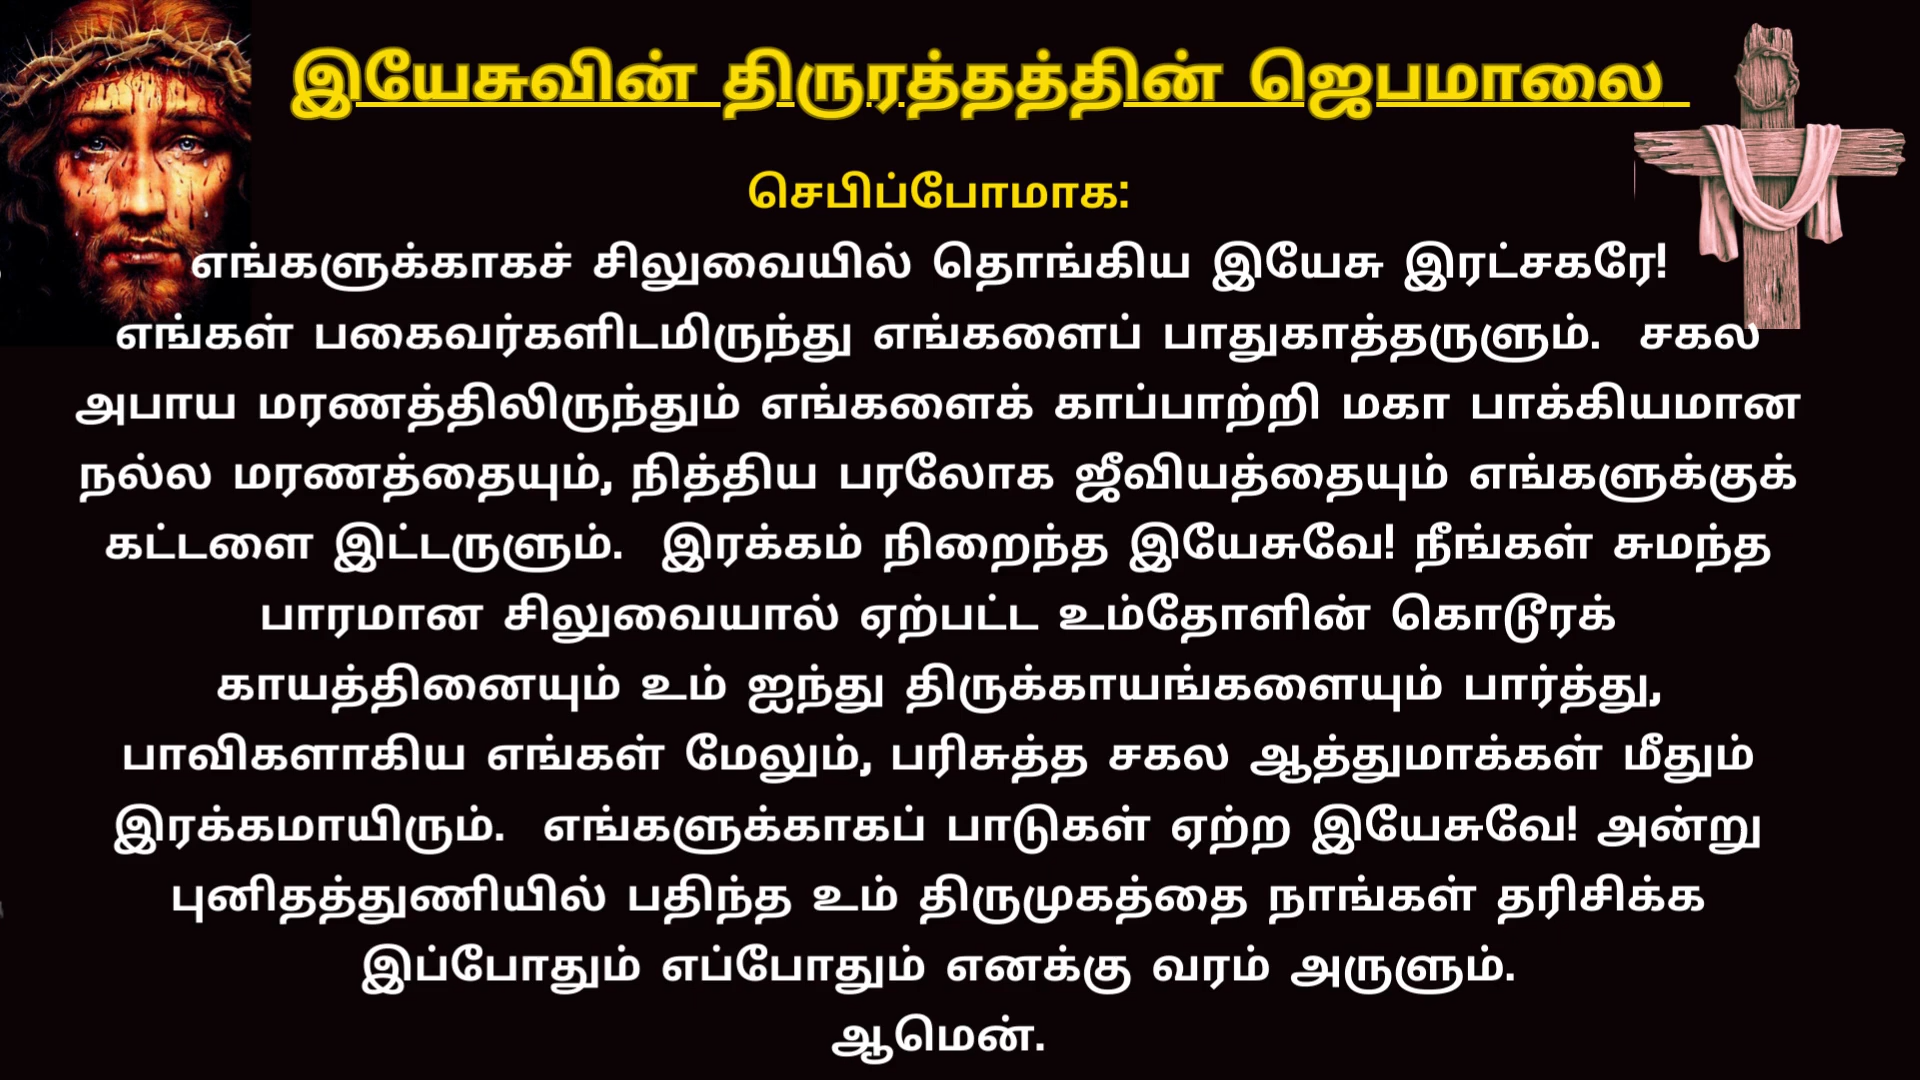 இயேசுவின் திருரத்தத்தின் ஜெபமாலை
செபிப்போமாக:
எங்களுக்காகச் சிலுவையில் தொங்கிய இயேசு இரட்சகரே!
எங்கள் பகைவர்களிடமிருந்து எங்களைப் பாதுகாத்தருளும். சகல
அபாய மரணத்திலிருந்தும் எங்களைக் காப்பாற்றி மகா பாக்கியமான
நல்ல மரணத்தையும், நித்திய பரலோக ஜீவியத்தையும் எங்களுக்குக்
கட்டளை இட்டருளும். இரக்கம் நிறைந்த இயேசுவே! நீங்கள் சுமந்த
பாரமான சிலுவையால் ஏற்பட்ட உம்தோளின் கொடூரக்
காயத்தினையும் உம் ஐந்து திருக்காயங்களையும் பார்த்து,
பாவிகளாகிய எங்கள் மேலும், பரிசுத்த சகல ஆத்துமாக்கள் மீதும்
இரக்கமாயிரும். எங்களுக்காகப் பாடுகள் ஏற்ற இயேசுவே! அன்று
புனிதத்துணியில் பதிந்த உம் திருமுகத்தை நாங்கள் தரிசிக்க
இப்போதும் எப்போதும் எனக்கு வரம் அருளும்.
ஆமென்.